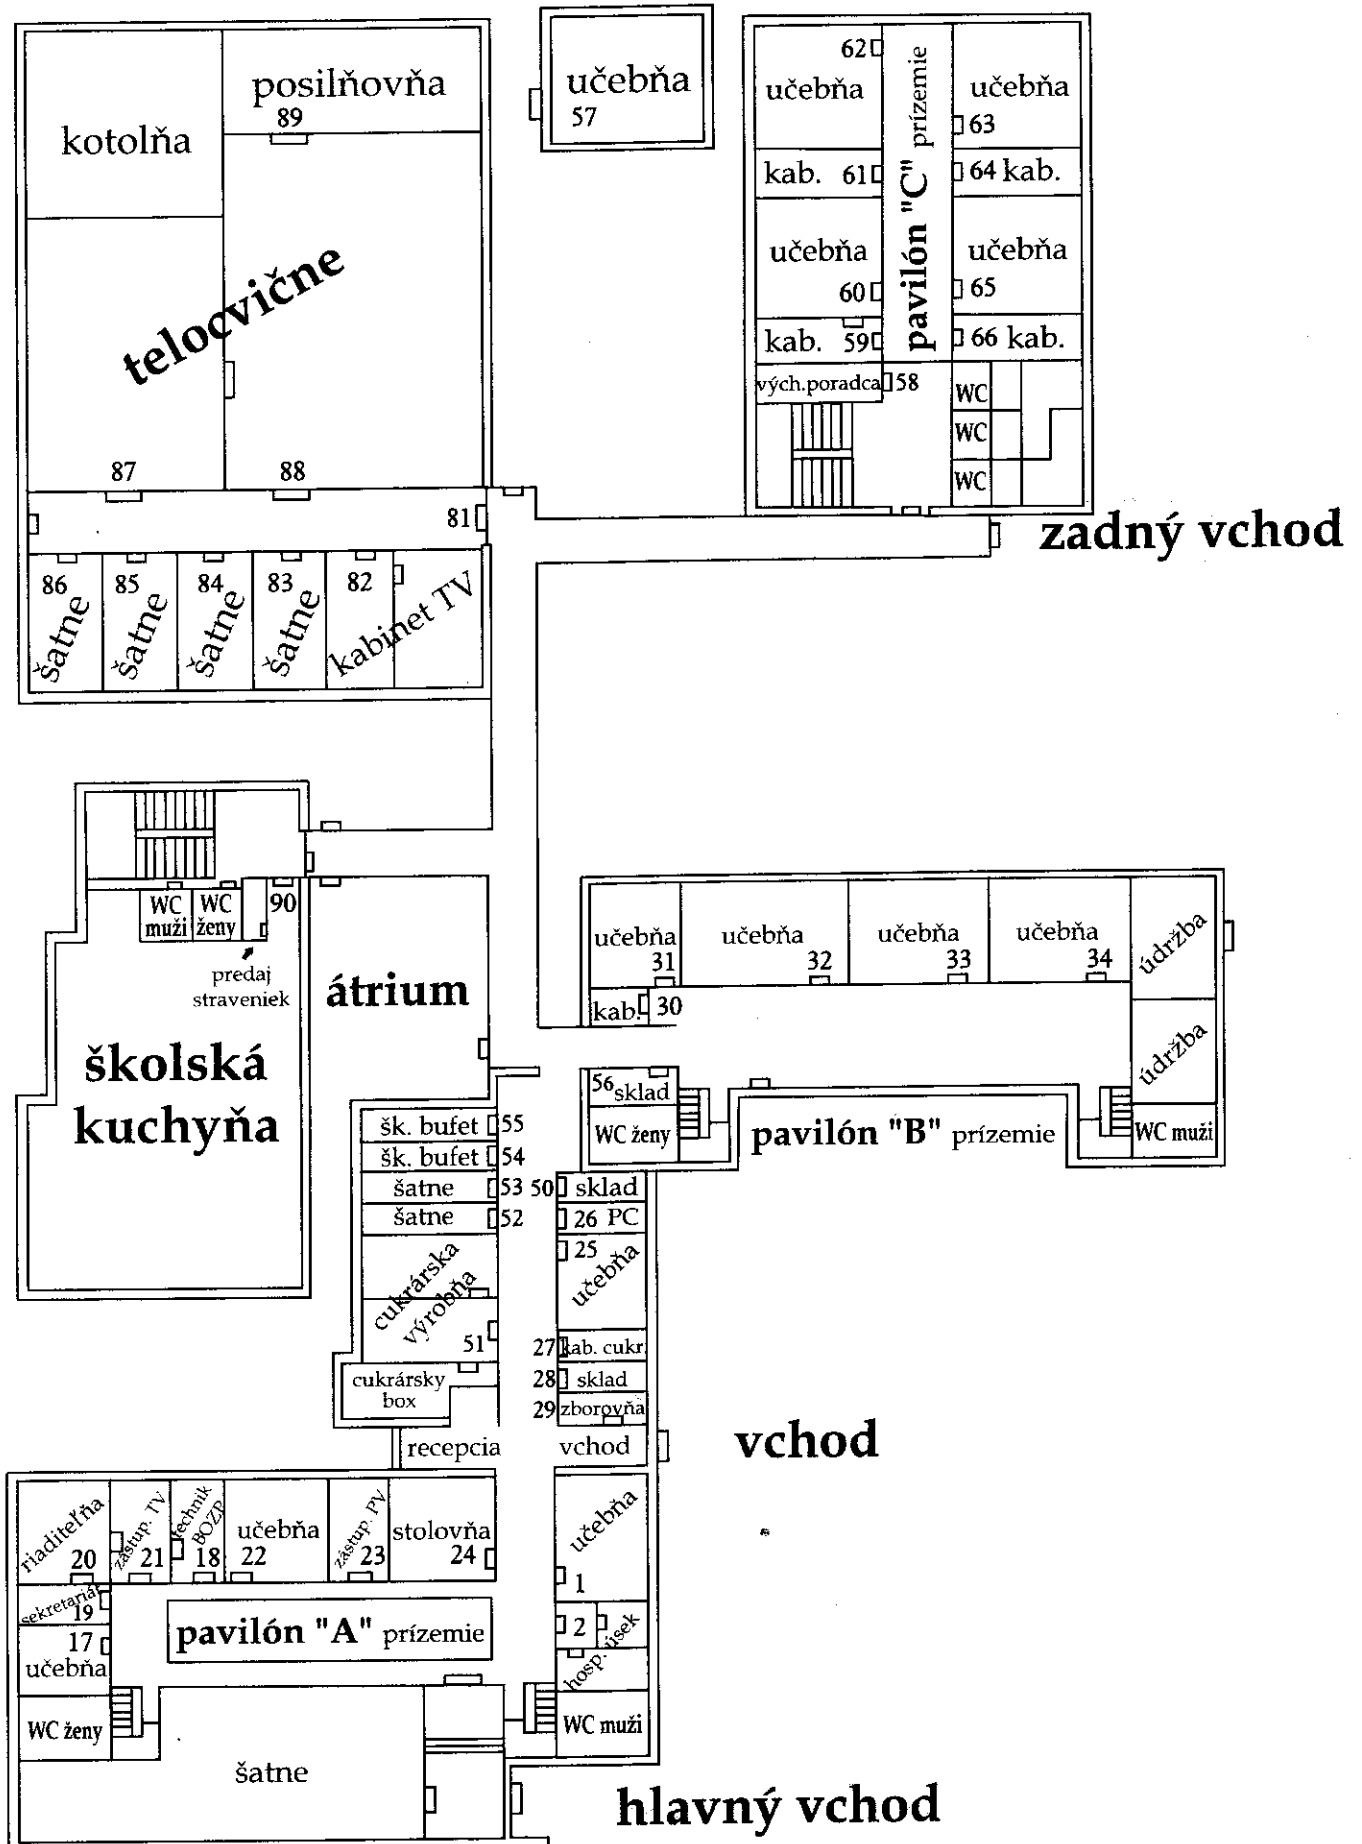 kotolňa
posilňovňa
89
telocvične
87
88
81
86
šatne
85
šatne
84
šatne
83
šatne
82
kabinet TV
učebňa
57
62
učebňa
kab. 61
učebňa
60
kab. 59
vých.poradca 58
pavilón "C" prízemie
učebňa
63
64 kab.
učebňa
65
66 kab.
WC
WC
WC
zadný vchod
WC
muži
WC
ženy
90
predaj
straveniek
školská
kuchyňa
átrium
učebňa
31
učebňa
32
učebňa
33
učebňa
34
údržba
údržba
kab. 30
56 sklad
WC ženy
pavilón "B" prízemie
WC muži
šk. bufet 55
šk. bufet 54
šatne 53
šatne 52
50 sklad
26 PC
25
učebňa
cukrárska
výrobňa
51
27 kab. cukr.
28 sklad
29 zborovňa
cukrársky
box
recepcia
vchod
vchod
riaditeľňa
20
zástup. TV
21
technik
BOZP
18
učebňa
22
zástup. PV
23
stolovňa
24
učebňa
1
sekretariát
19
pavilón "A" prízemie
2
hosp. úsek
17
učebňa
WC ženy
WC muži
šatne
hlavný vchod